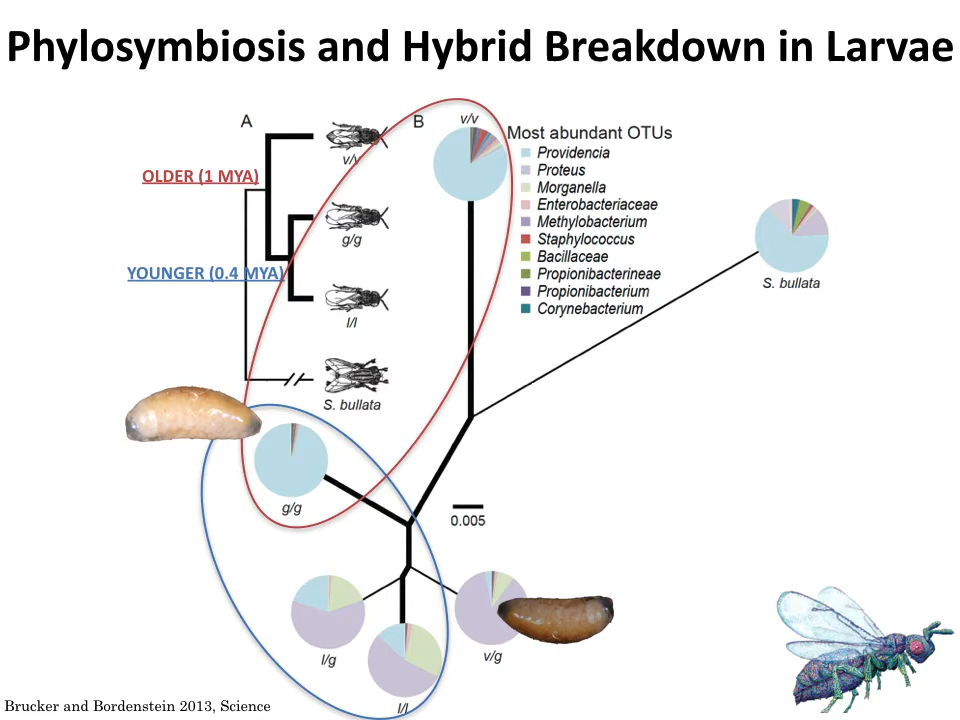 Phylosymbiosis and Hybrid Breakdown in Larvae
A
B
v/v
v/v
Most abundant OTUs
Providencia
Proteus
Morganella
Enterobacteriaceae
Methylobacterium
Staphylococcus
Bacillaceae
Propionibacterineae
Propionibacterium
Corynebacterium
OLDER (1 MYA)
g/g
YOUNGER (0.4 MYA)
l/l
S. bullata
S. bullata
g/g
0.005
l/g
v/g
l/l
Brucker and Bordenstein 2013, Science